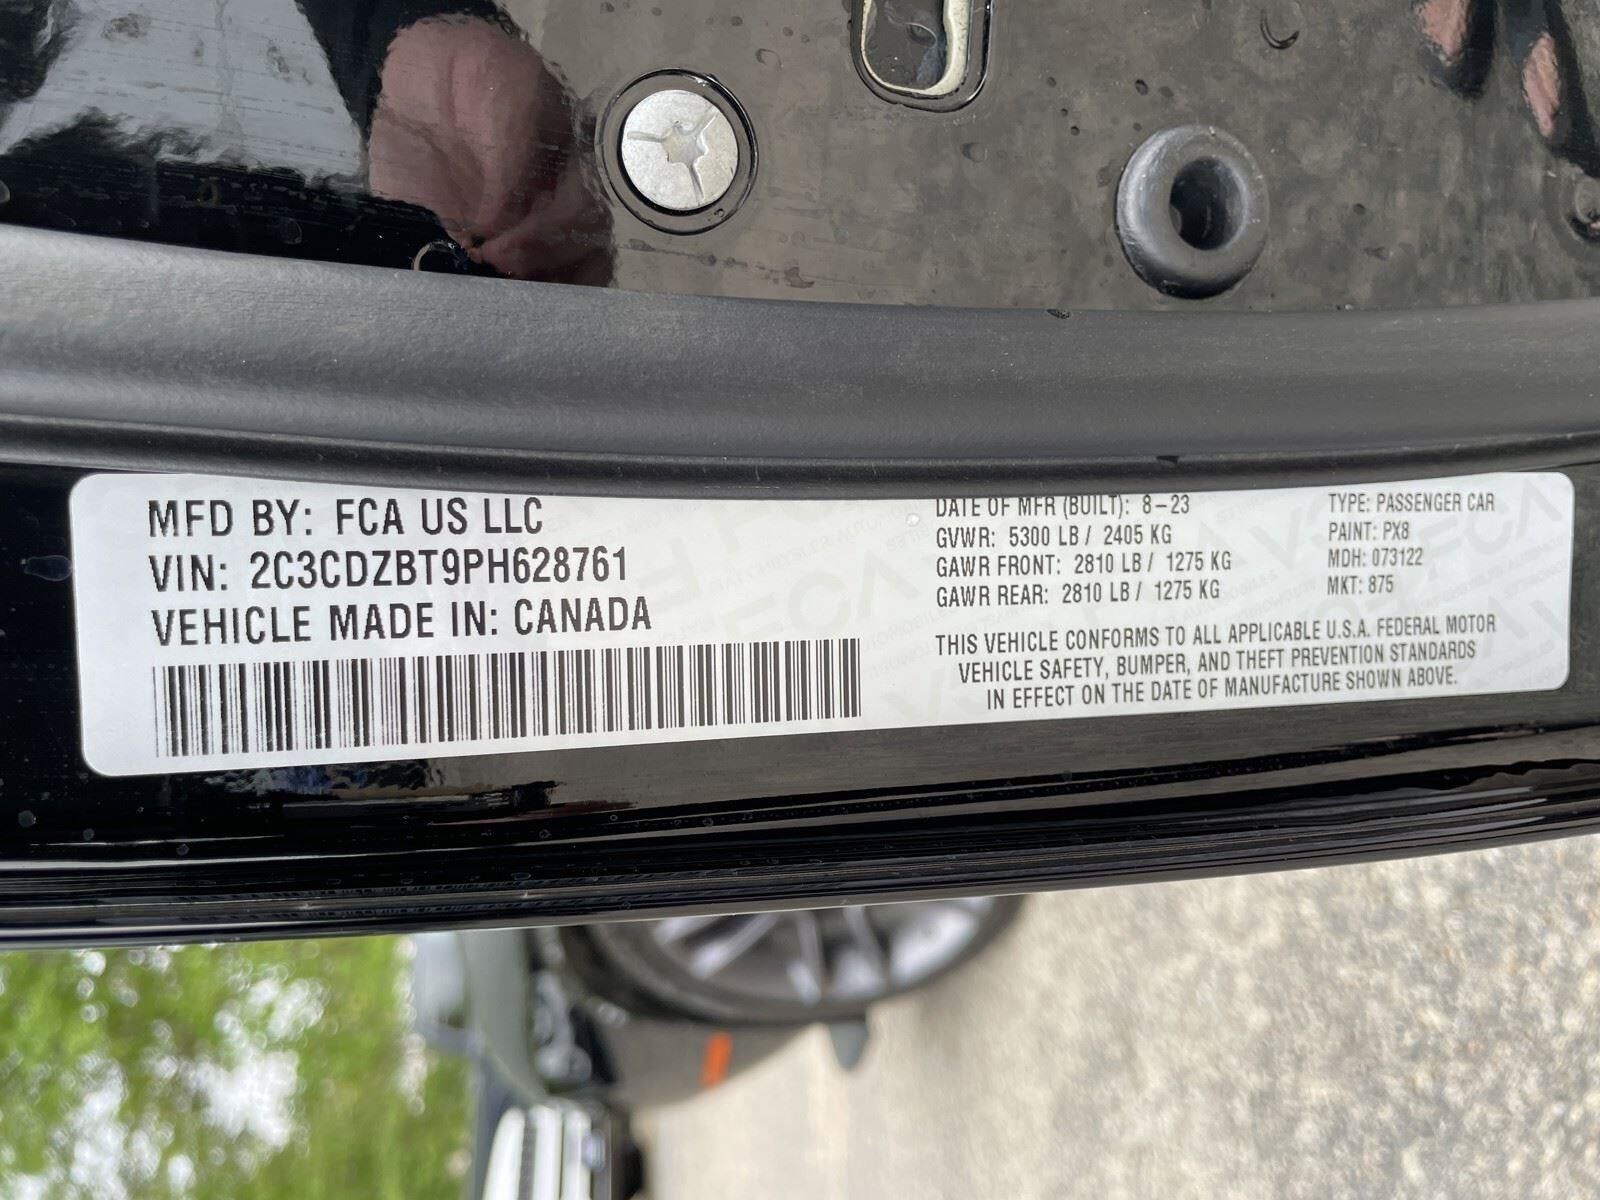 MFD BY: FCA US LLC
VIN: 2C3CDZBT9PH628761
VEHICLE MADE IN: CANADA
DATE OF MFR (BUILT): 8-23
GVWR: 5300 LB / 2405 KG
GAWR FRONT: 2810 LB / 1275 KG
GAWR REAR: 2810 LB / 1275 KG
TYPE: PASSENGER CAR
PAINT: PX8
MDH: 073122
MKT: 875
THIS VEHICLE CONFORMS TO ALL APPLICABLE U.S.A. FEDERAL MOTOR
VEHICLE SAFETY, BUMPER, AND THEFT PREVENTION STANDARDS
IN EFFECT ON THE DATE OF MANUFACTURE SHOWN ABOVE.